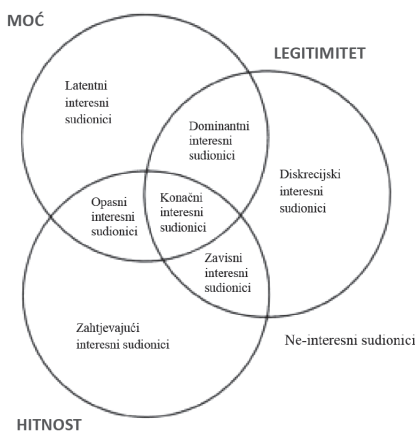 MOĆ
LEGITIMITET
Latentni
interesni
sudionici
Dominantni
interesni
sudionici
Diskrecijski
interesni
sudionici
Opasni
interesni
sudionici
Konačni
interesni
sudionici
Zavisni
interesni
sudionici
Zahtjevajući
interesni sudionici
Ne-interesni sudionici
HITNOST